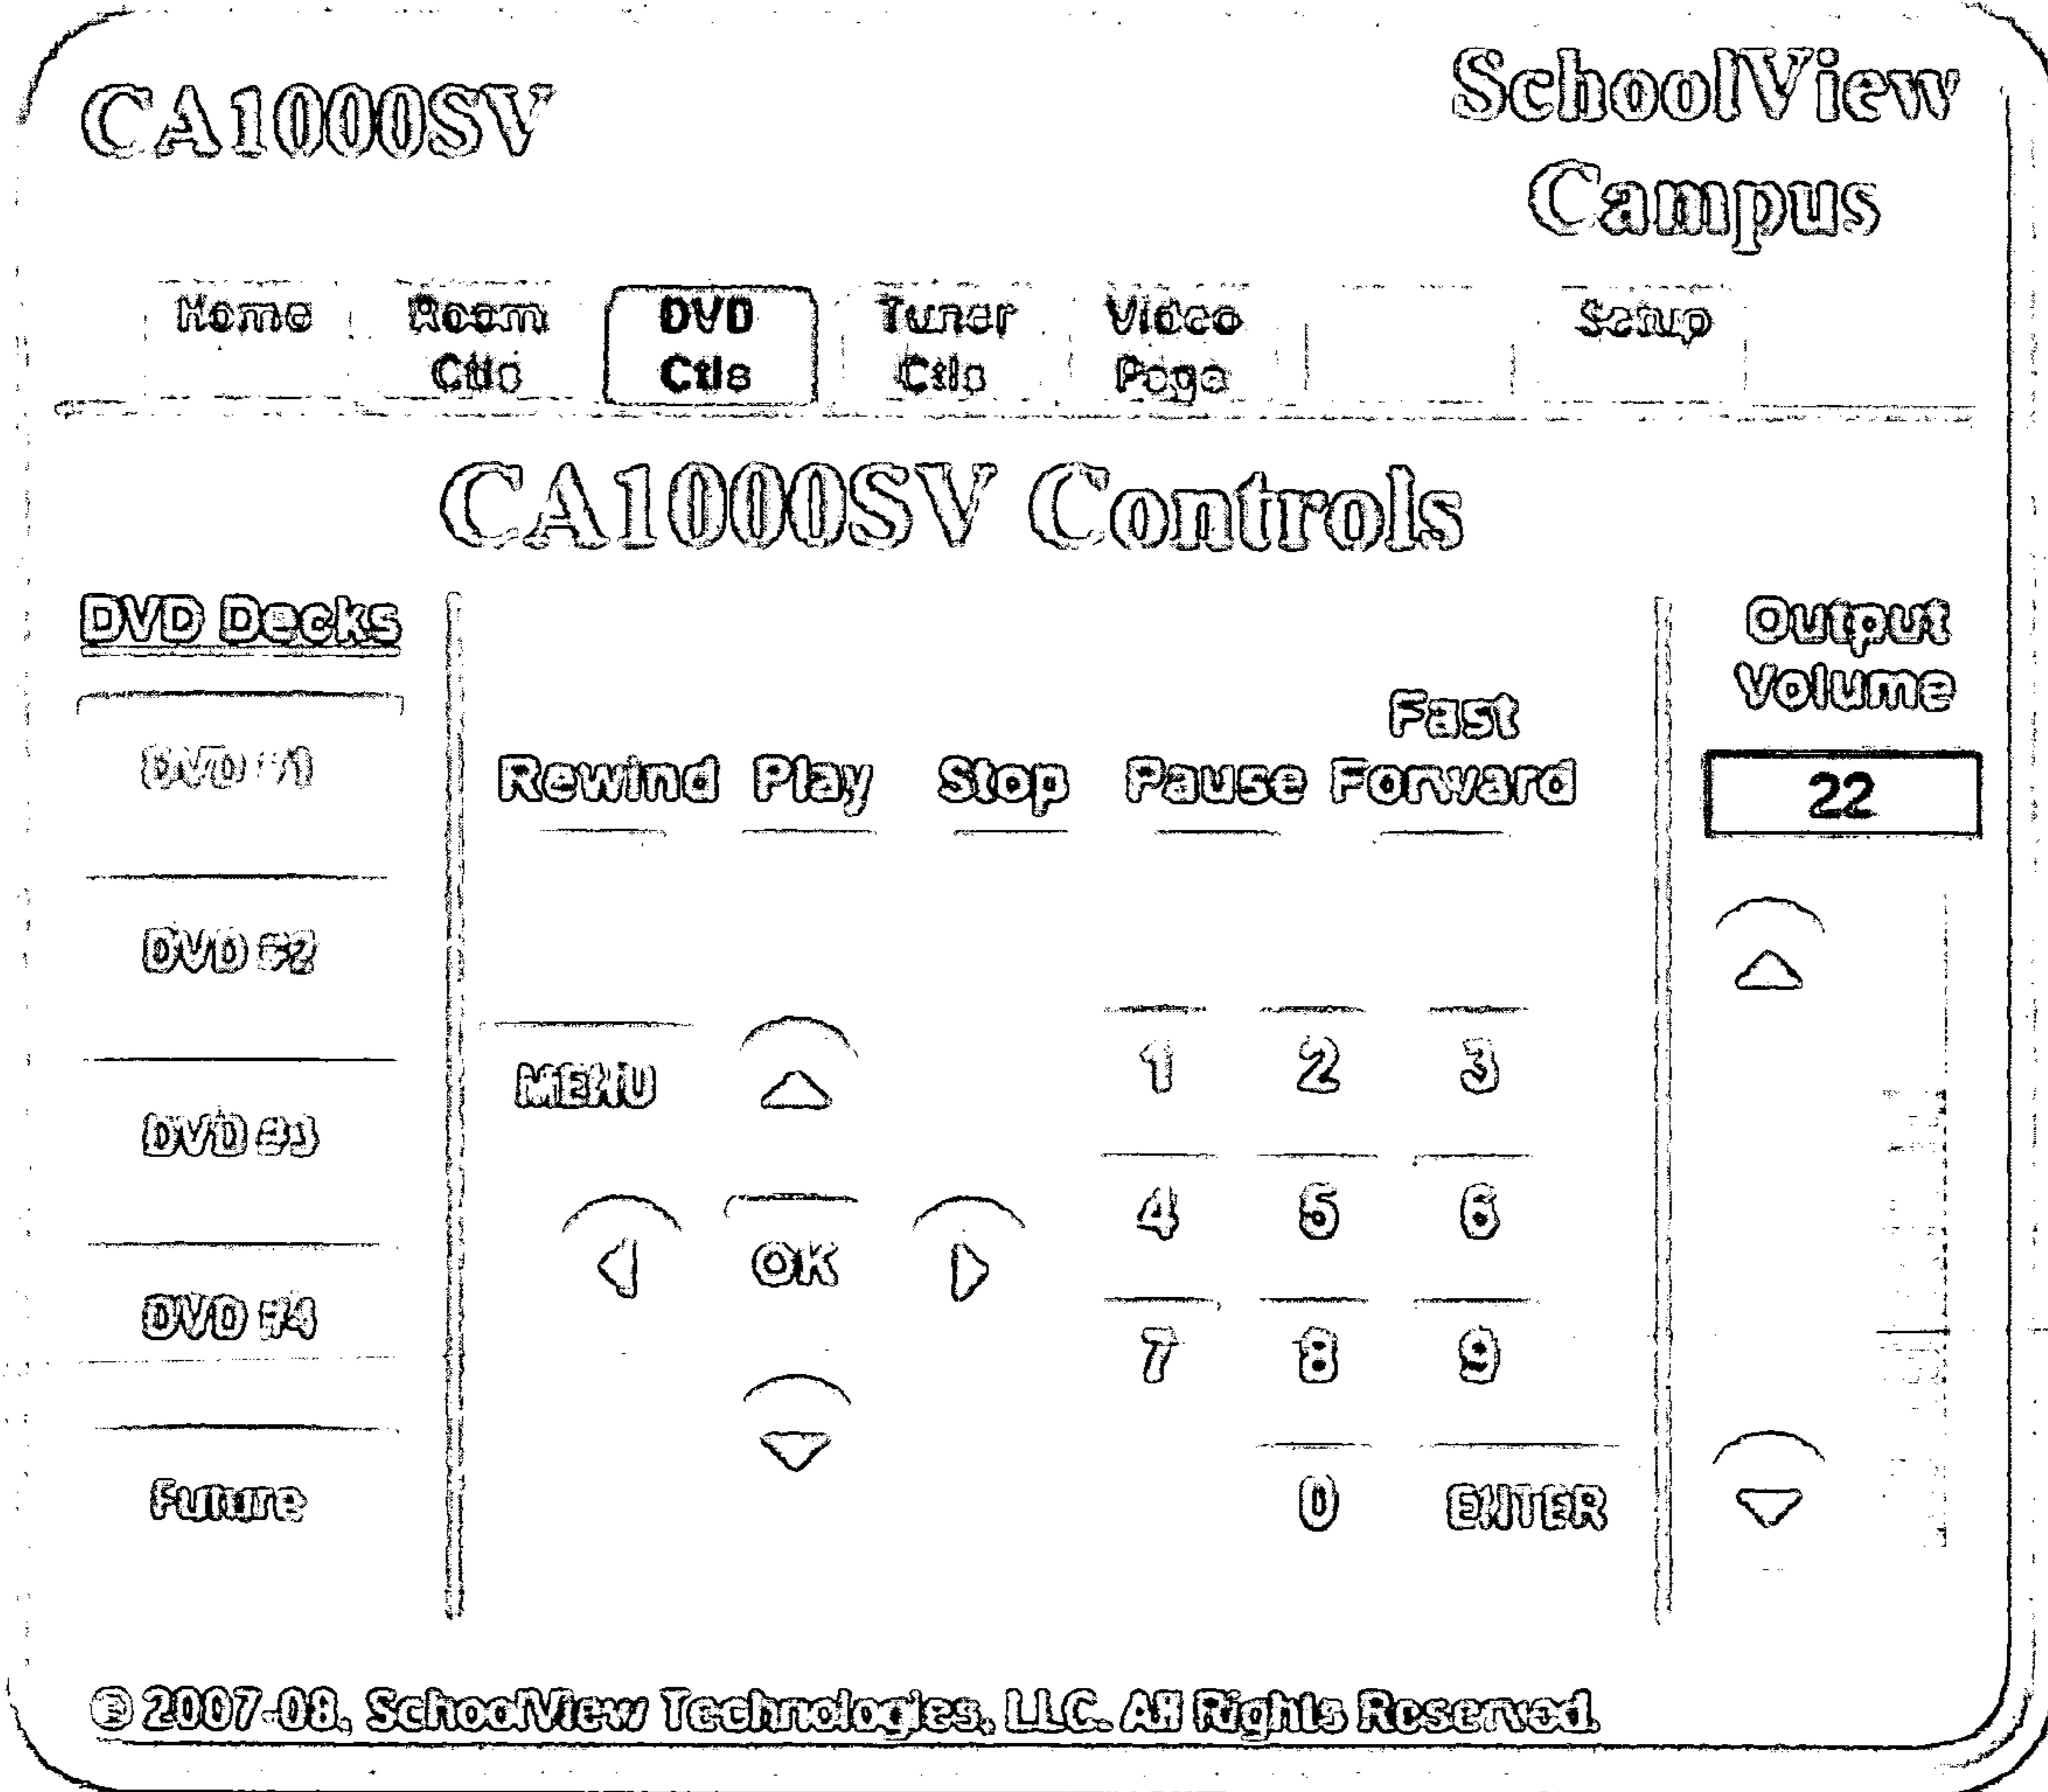 CA1000SV
SchoolView
Campus
Home
Room
Ctls
DVD
Ctls
Tuner
Ctls
Video
Page
Setup
CA1000SV Controls
DVD Decks
DVD #1
DVD #2
DVD #3
DVD #4
Future
Rewind
Play
Stop
Pause
Fast
Forward
MENU
OK
1 2 3
4 5 6
7 8 9
0 ENTER
Output
Volume
22
© 2007-08, SchoolView Technologies, LLC. All Rights Reserved.